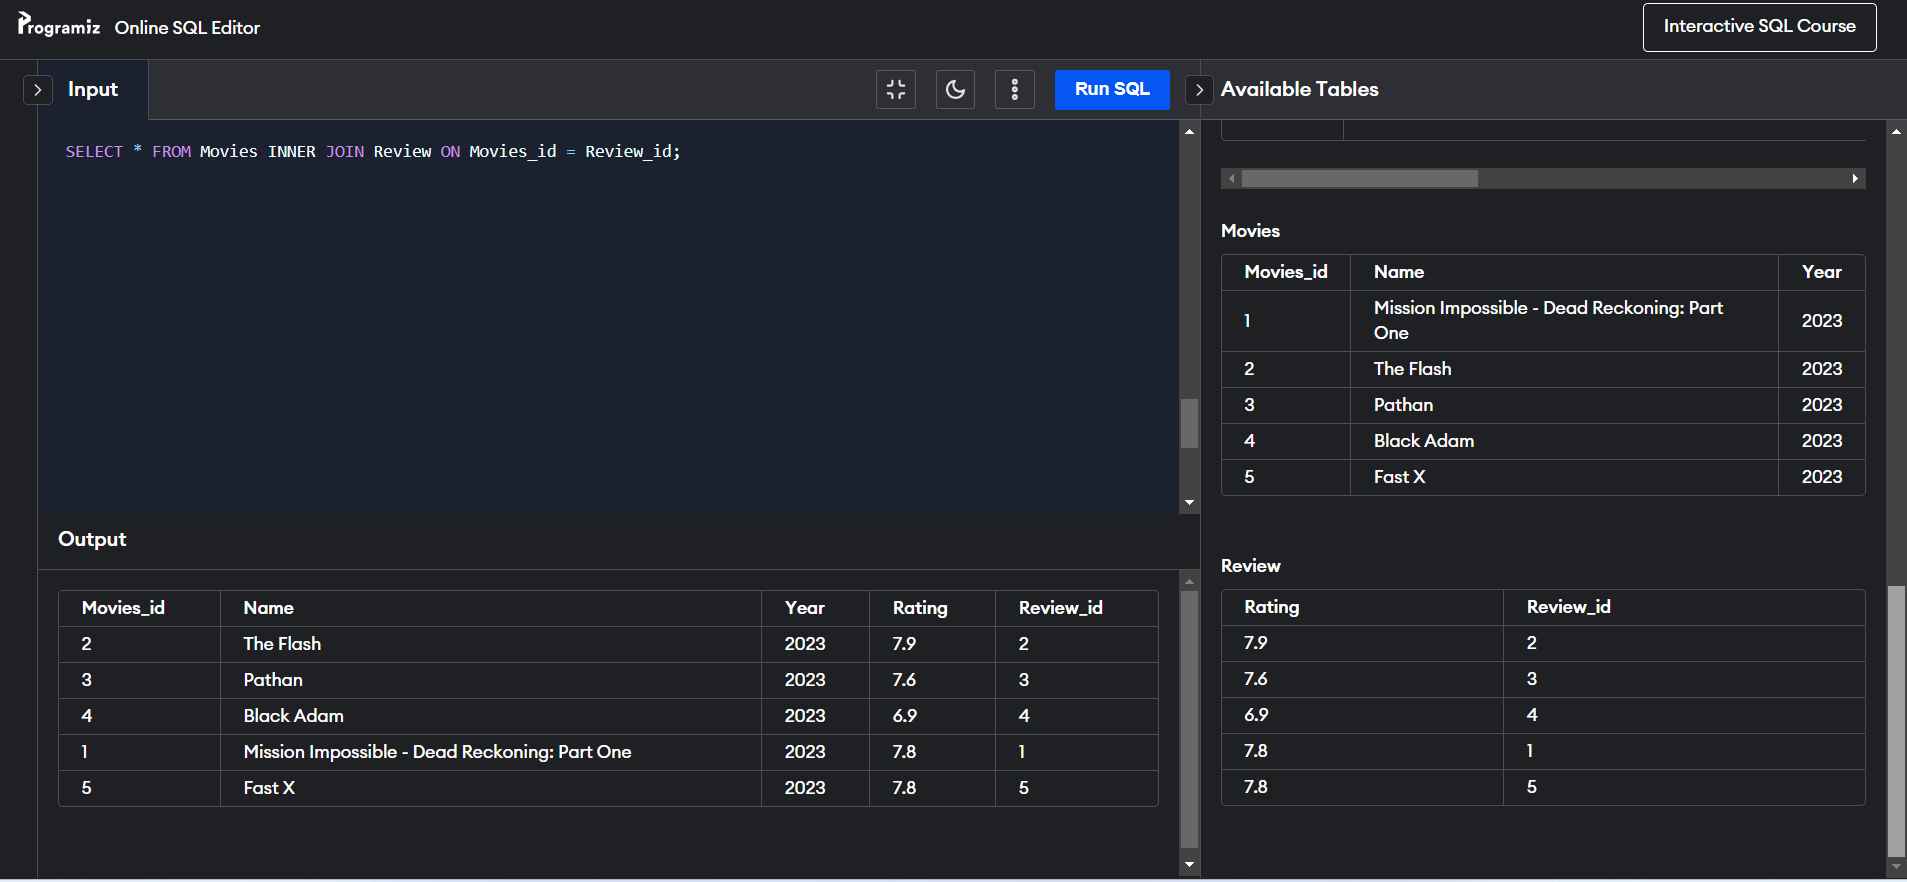 Programiz Online SQL Editor
Interactive SQL Course
Input
Run SQL
Available Tables
SELECT * FROM Movies INNER JOIN Review ON Movies_id = Review_id;
Movies
Movies_id Name Year
1 Mission Impossible - Dead Reckoning: Part One 2023
2 The Flash 2023
3 Pathan 2023
4 Black Adam 2023
5 Fast X 2023
Output
Movies_id Name Year Rating Review_id
2 The Flash 2023 7.9 2
3 Pathan 2023 7.6 3
4 Black Adam 2023 6.9 4
1 Mission Impossible - Dead Reckoning: Part One 2023 7.8 1
5 Fast X 2023 7.8 5
Review
Rating Review_id
7.9 2
7.6 3
6.9 4
7.8 1
7.8 5